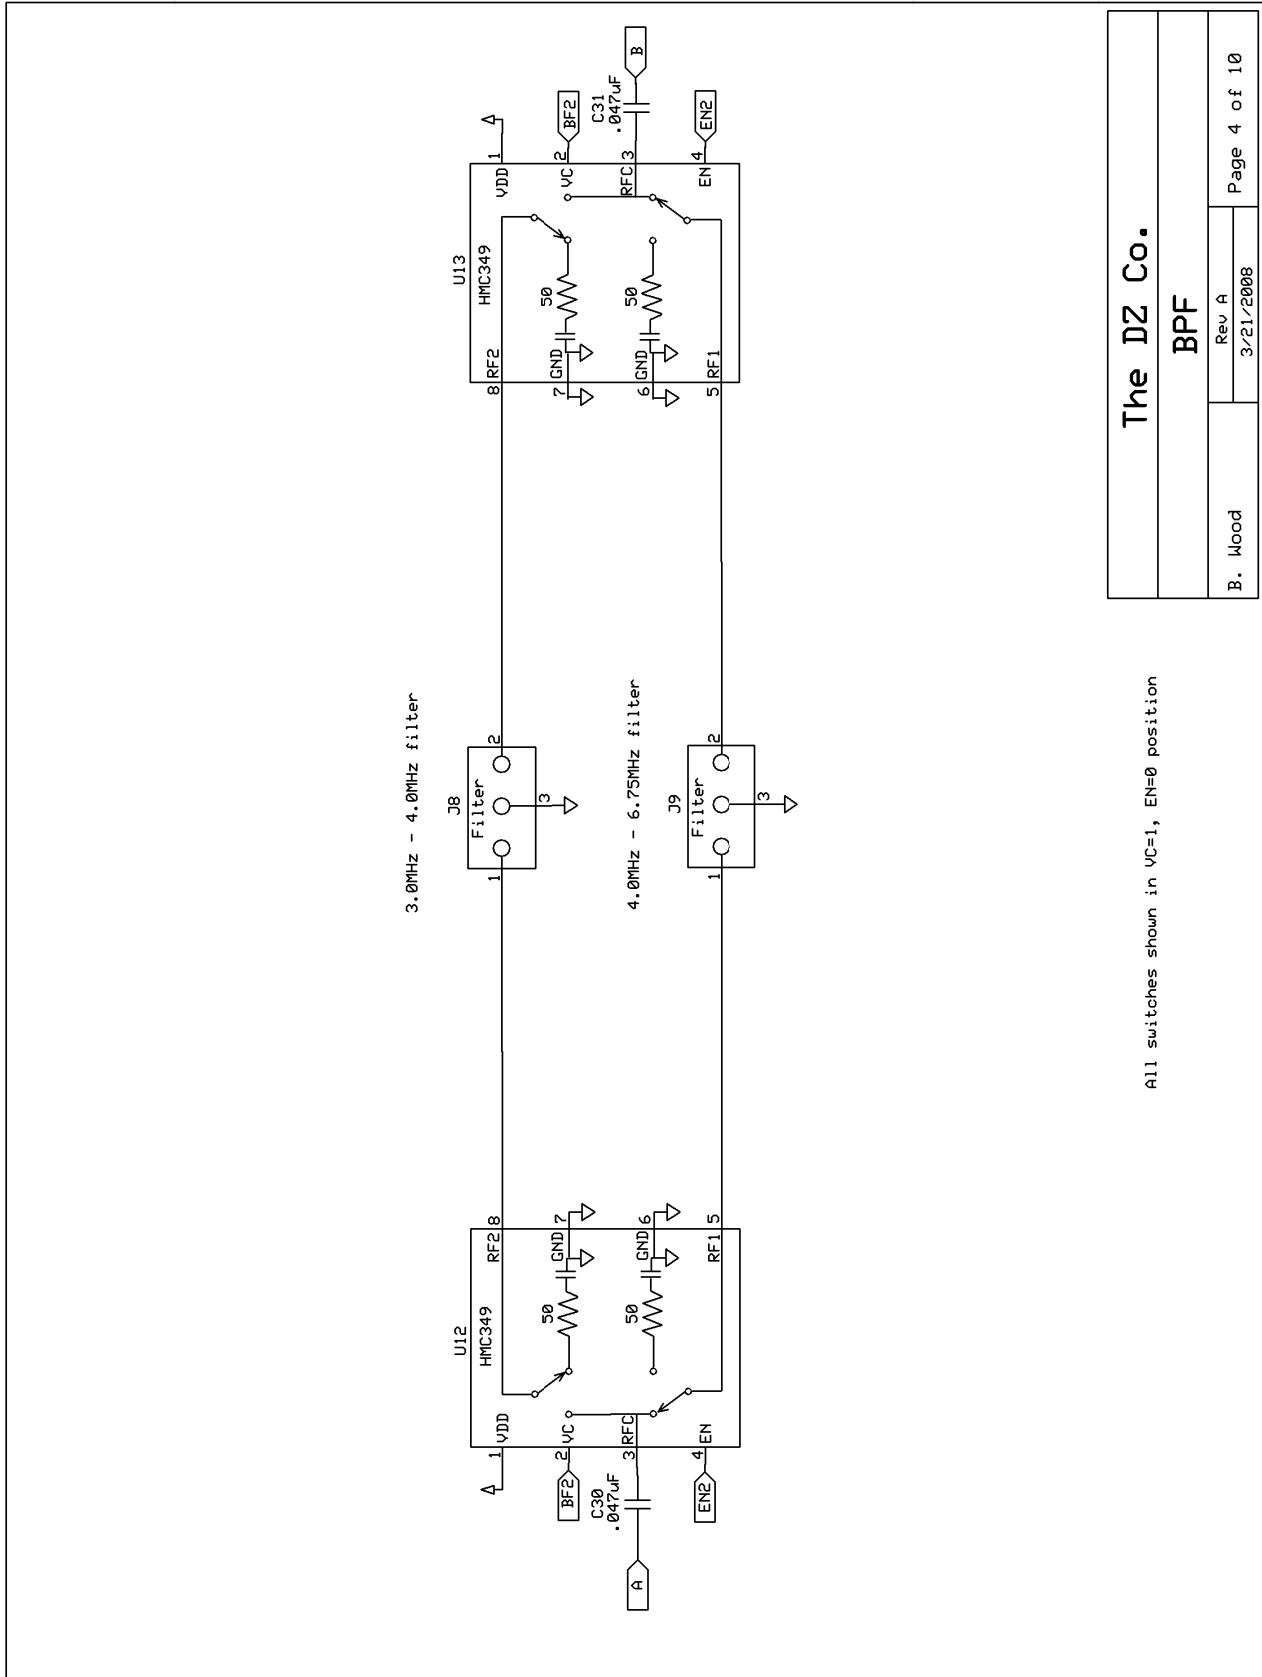 3.0MHz - 4.0MHz filter
U12
HMC349
1
VDD
RF2
8
BF2
2
VC
50
GND
7
A
C30
.047uF
3
RFC
50
GND
6
EN2
4
EN
RF1
5
J8
Filter
1
2
3
4.0MHz - 6.75MHz filter
J9
Filter
1
2
3
U13
HMC349
8
RF2
VDD
1
7
GND
50
VC
2
BF2
6
GND
50
RFC
3
C31
.047uF
B
5
RF1
EN
4
EN2
All switches shown in VC=1, EN=0 position
The DZ Co.
BPF
B. Wood
Rev A
3/21/2008
Page 4 of 10